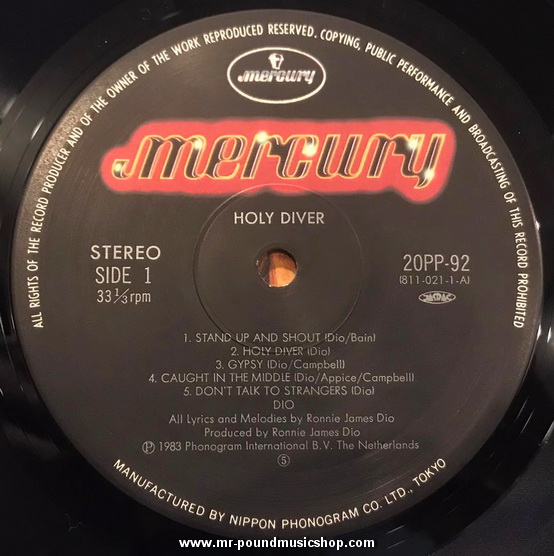 ALL RIGHTS OF THE RECORD PRODUCER AND OF THE OWNER OF THE WORK REPRODUCED RESERVED. COPYING, PUBLIC PERFORMANCE AND BROADCASTING OF THIS RECORD PROHIBITED
mercury
mercury
HOLY DIVER
STEREO
SIDE 1
33 1/3 rpm
20PP-92
(811-021-1-A)
1. STAND UP AND SHOUT (Dio/Bain)
2. HOLY DIVER (Dio)
3. GYPSY (Dio/Campbell)
4. CAUGHT IN THE MIDDLE (Dio/Appice/Campbell)
5. DON'T TALK TO STRANGERS (Dio)
DIO
All Lyrics and Melodies by Ronnie James Dio
Produced by Ronnie James Dio
℗ 1983 Phonogram International B.V. The Netherlands
⑤
MANUFACTURED BY NIPPON PHONOGRAM CO. LTD., TOKYO
www.mr-poundmusicshop.com